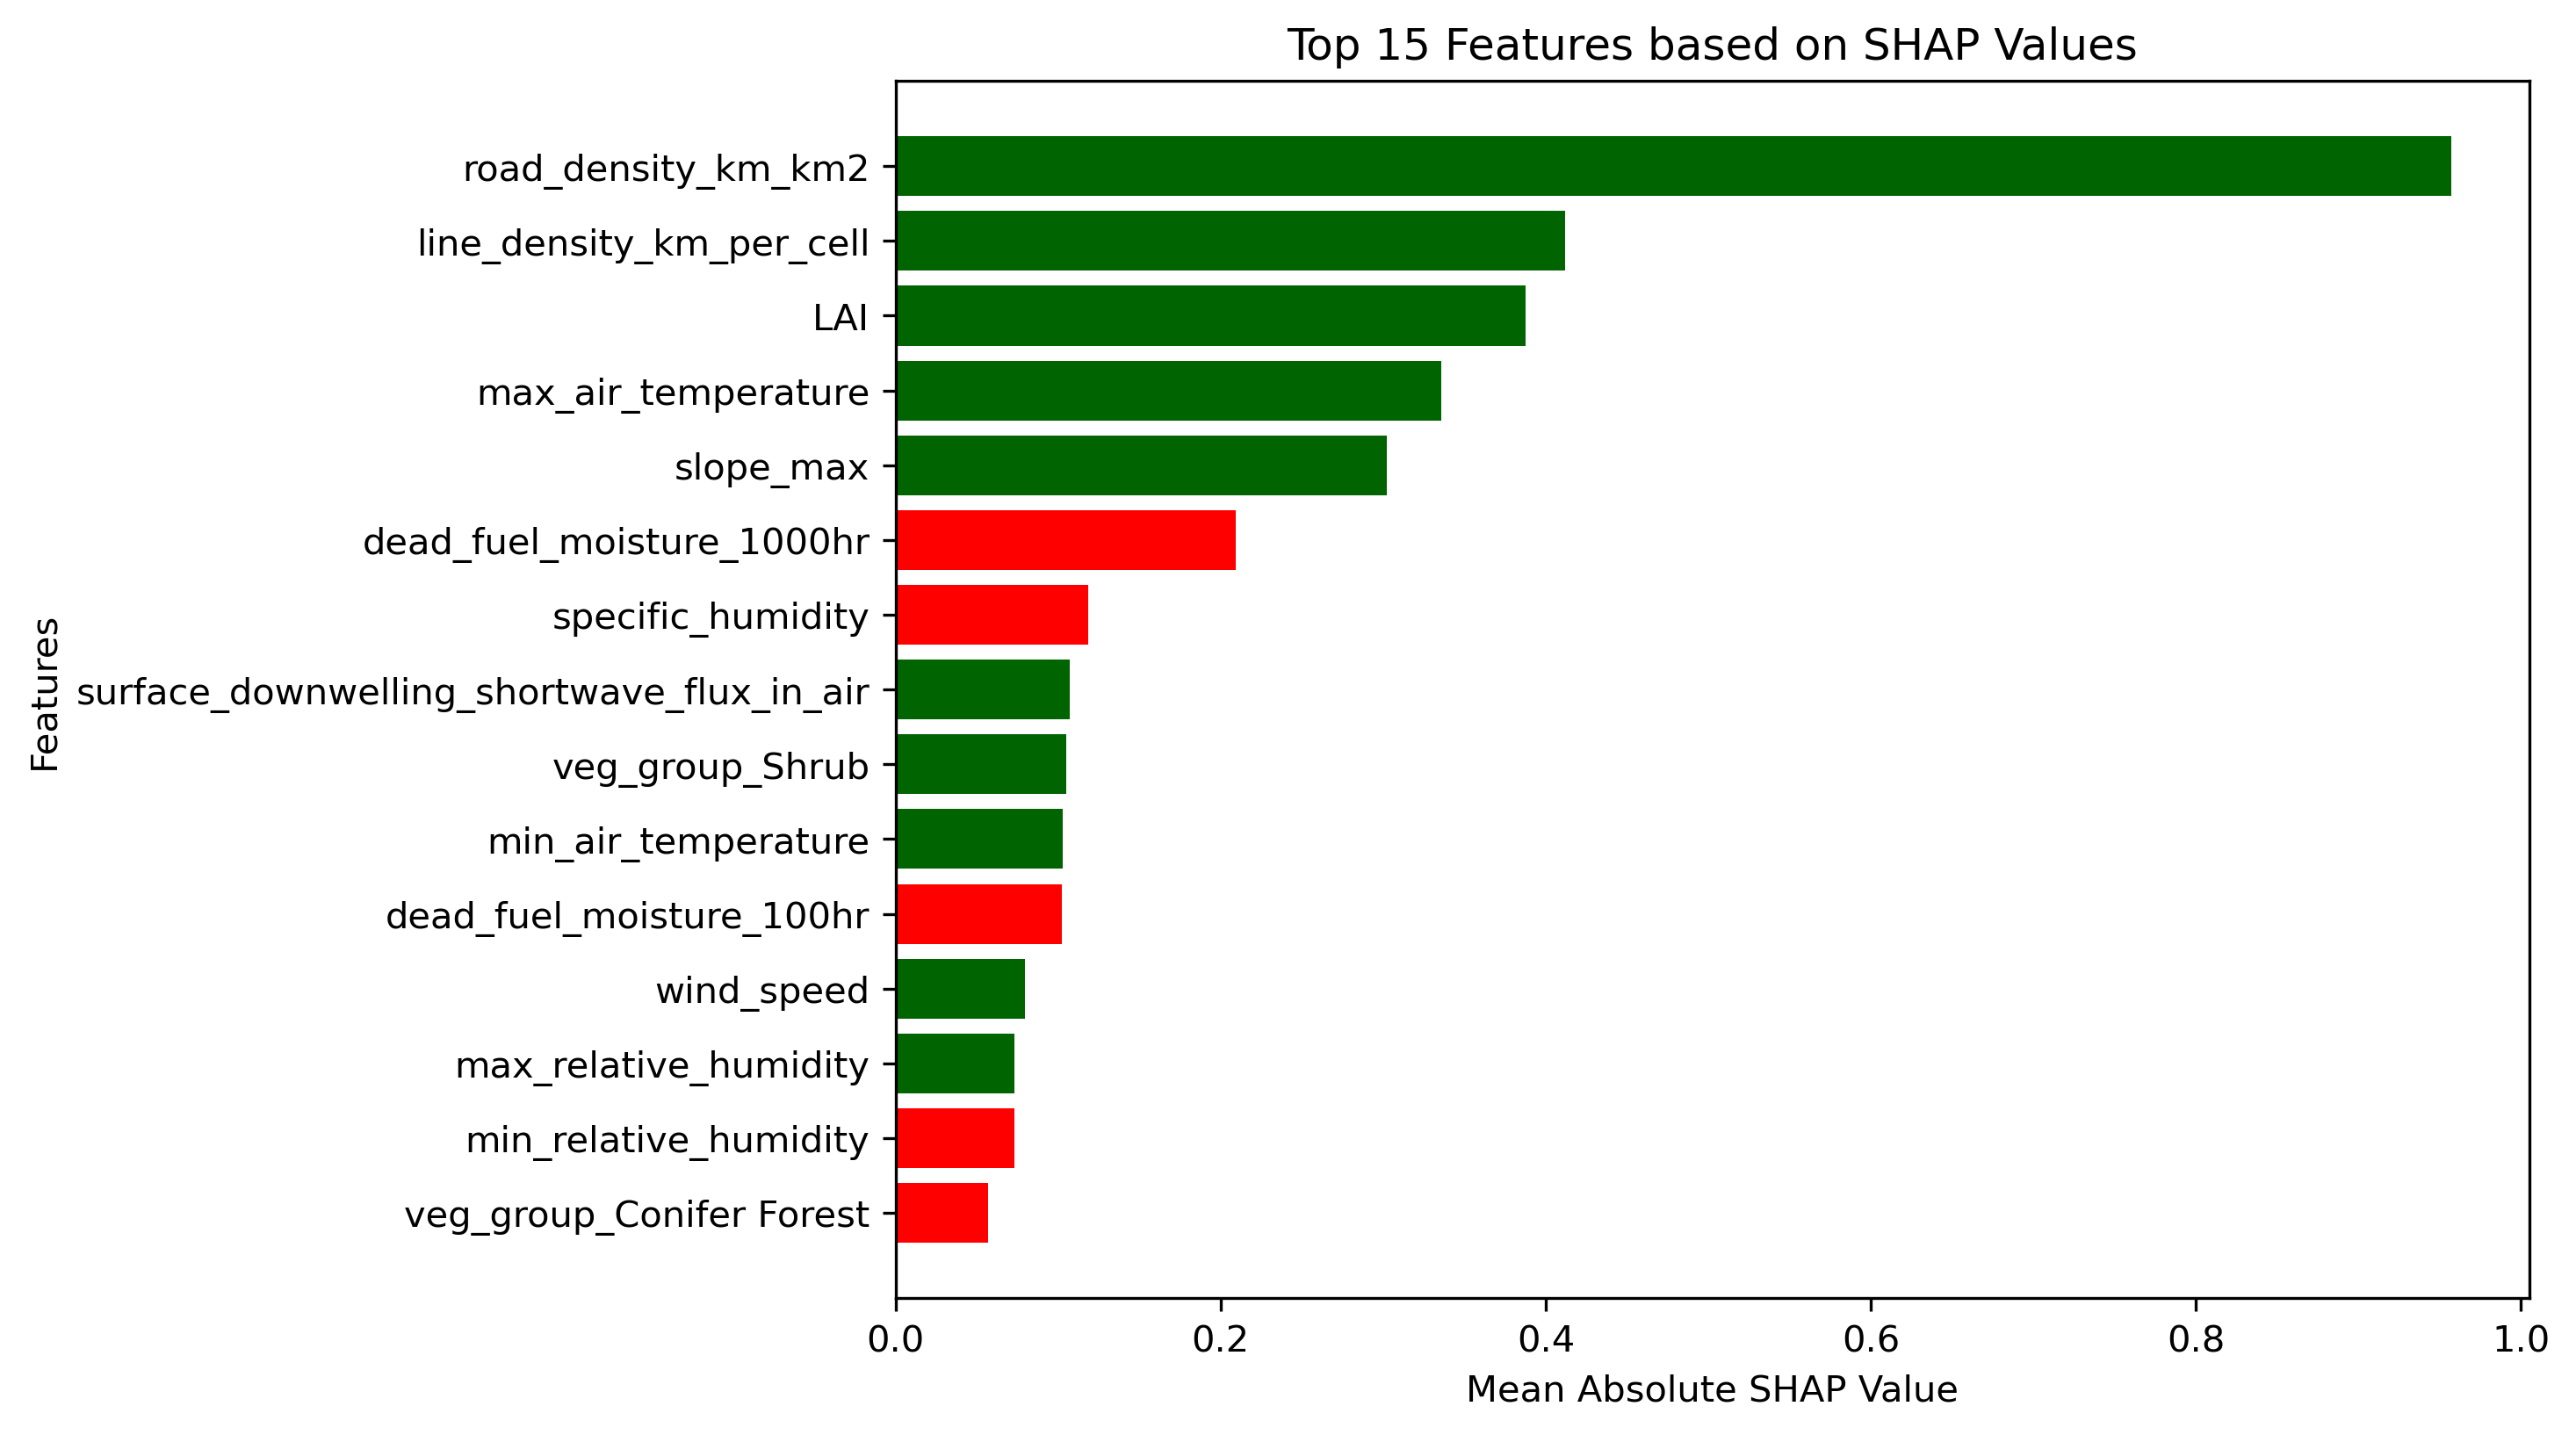 Top 15 Features based on SHAP Values
road_density_km_km2
line_density_km_per_cell
LAI
max_air_temperature
slope_max
dead_fuel_moisture_1000hr
specific_humidity
surface_downwelling_shortwave_flux_in_air
veg_group_Shrub
min_air_temperature
dead_fuel_moisture_100hr
wind_speed
max_relative_humidity
min_relative_humidity
veg_group_Conifer Forest
Features
0.0 0.2 0.4 0.6 0.8 1.0
Mean Absolute SHAP Value